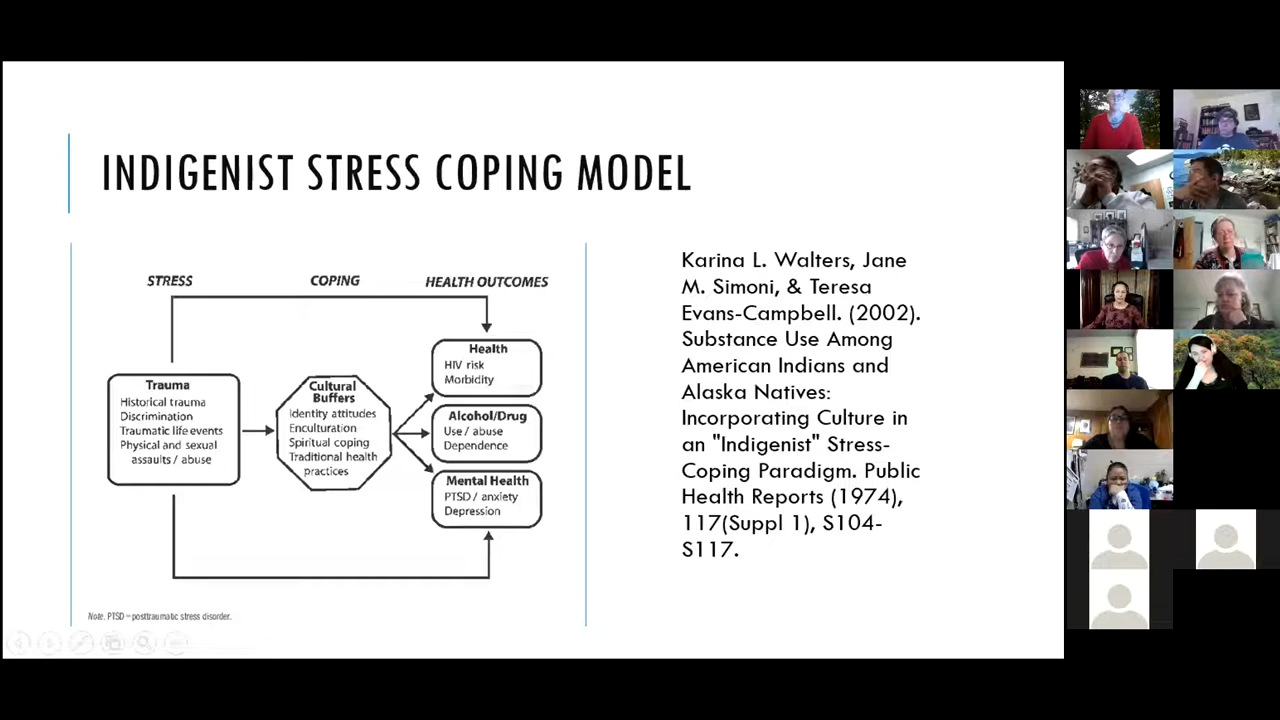 INDIGENIST STRESS COPING MODEL
STRESS
COPING
HEALTH OUTCOMES
Trauma
Historical trauma
Discrimination
Traumatic life events
Physical and sexual
assaults / abuse
Cultural
Buffers
Identity attitudes
Enculturation
Spiritual coping
Traditional health
practices
Health
HIV risk
Morbidity
Alcohol/Drug
Use / abuse
Dependence
Mental Health
PTSD / anxiety
Depression
Note. PTSD = posttraumatic stress disorder.
Karina L. Walters, Jane
M. Simoni, & Teresa
Evans-Campbell. (2002).
Substance Use Among
American Indians and
Alaska Natives:
Incorporating Culture in
an "Indigenist" Stress-
Coping Paradigm. Public
Health Reports (1974),
117(Suppl 1), S104-
S117.